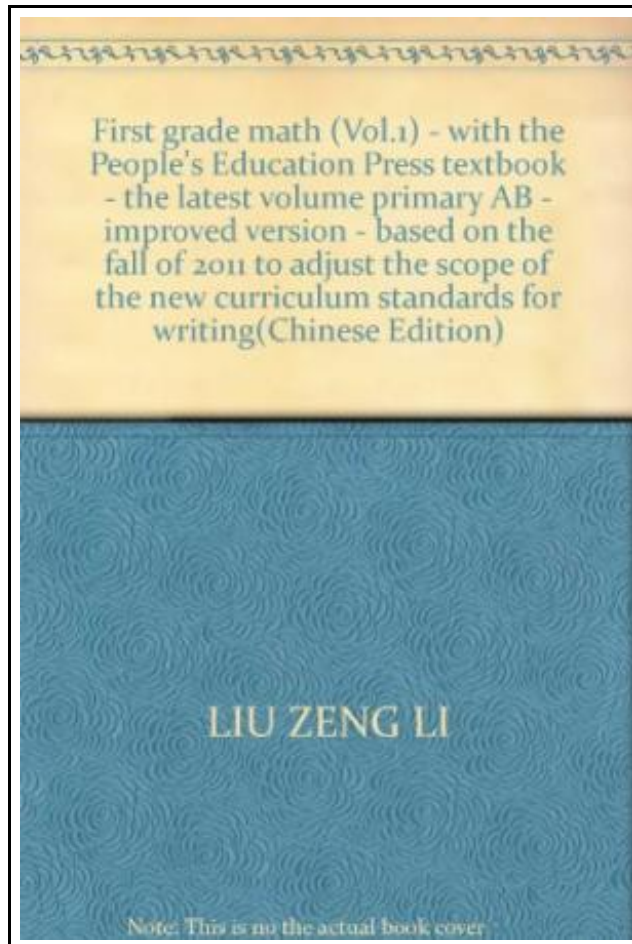 First grade math (Vol.1) - with the
People's Education Press textbook
- the latest volume primary AB -
improved version - based on the
fall of 2011 to adjust the scope of
the new curriculum standards for
writing(Chinese Edition)
LIU ZENG LI
Note: This is no the actual book cover